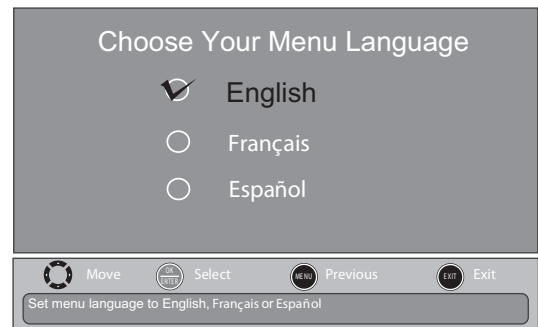 Choose Your Menu Language
English
Français
Español
Move OK ENTER Select MENU Previous EXIT Exit
Set menu language to English, Français or Español